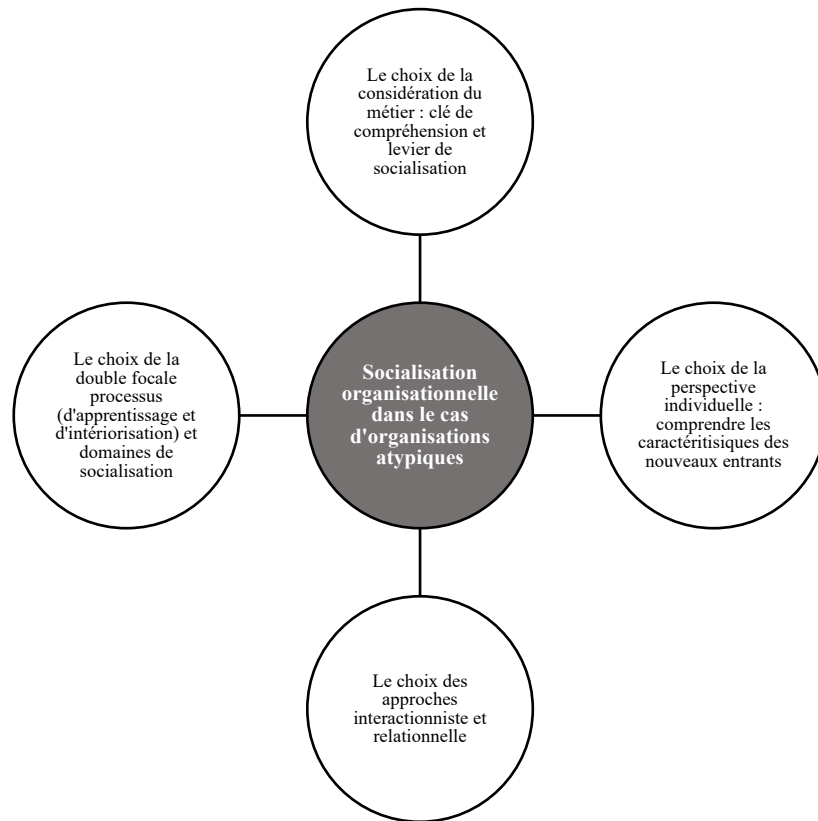 Le choix de la
considération du
métier : clé de
compréhension et
levier de
socialisation
Le choix de la
double focale
processus
(d'apprentissage et
d'intériorisation) et
domaines de
socialisation
Socialisation
organisationnelle
dans le cas
d'organisations
atypiques
Le choix de la
perspective
individuelle :
comprendre les
caractéritisiques des
nouveaux entrants
Le choix des
approches
interactionniste et
relationnelle